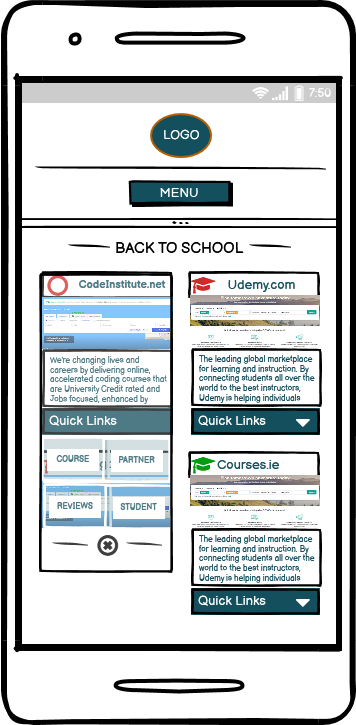 7:50
LOGO
MENU
BACK TO SCHOOL
CodeInstitute.net
We're changing lives and
careers by delivering online,
accelerated coding courses that
are University Credit rated and
Jobs focused, enhanced by
Quick Links
COURSE
PARTNER
REVIEWS
STUDENT
Udemy.com
The leading global marketplace
for learning and instruction. By
connecting students all over the
world to the best instructors,
Udemy is helping individuals
Quick Links
Courses.ie
The leading global marketplace
for learning and instruction. By
connecting students all over the
world to the best instructors,
Udemy is helping individuals
Quick Links